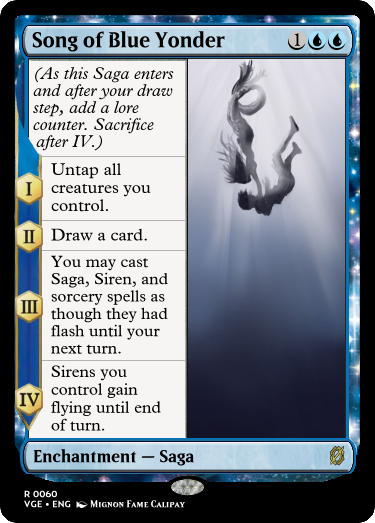 Song of Blue Yonder 1
(As this Saga enters
and after your draw
step, add a lore
counter. Sacrifice
after IV.)
I
Untap all
creatures you
control.
II
Draw a card.
III
You may cast
Saga, Siren, and
sorcery spells as
though they had
flash until your
next turn.
IV
Sirens you
control gain
flying until end
of turn.
Enchantment — Saga
R 0060
VGE • ENG Mignon Fame Calipay